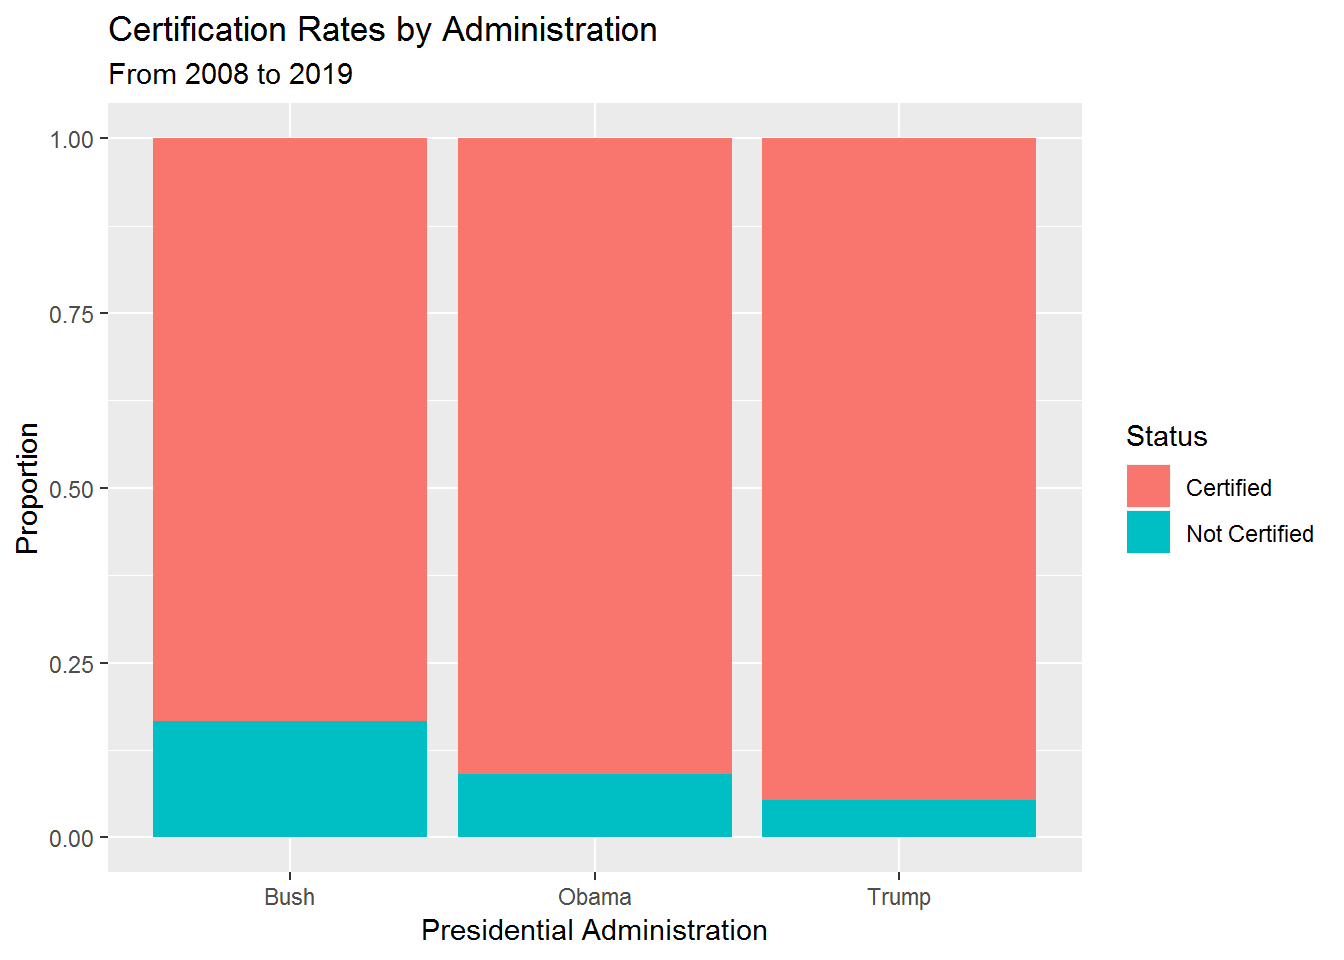 Certification Rates by Administration
From 2008 to 2019
1.00
0.75
0.50
0.25
0.00
Proportion
Bush
Obama
Trump
Presidential Administration
Status
Certified
Not Certified